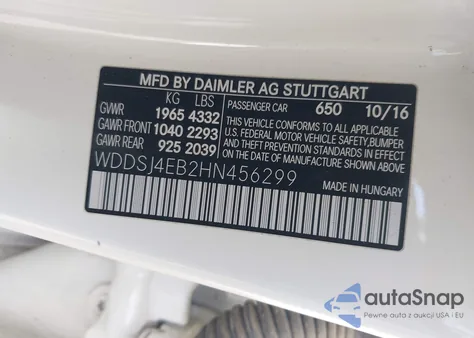 MFD BY DAIMLER AG STUTTGART
KG LBS
GVWR 1965 4332 PASSENGER CAR 650 10/16
GAWR FRONT 1040 2293
GAWR REAR 925 2039
THIS VEHICLE CONFORMS TO ALL APPLICABLE
U.S. FEDERAL MOTOR VEHICLE SAFETY, BUMPER
AND THEFT PREVENTION STANDARDS IN EFFECT
ON THE DATE OF MANUFACTURE SHOWN ABOVE.
WDDSJ4EB2HN456299
MADE IN HUNGARY
autoSnap
Pewne auta z aukcji USA i EU